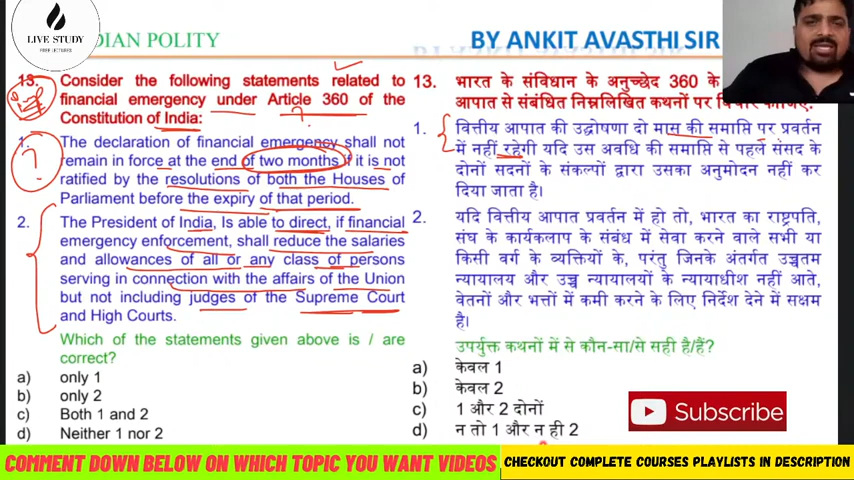 LIVE STUDY
FREE LECTURES
DIAN POLITY
BY ANKIT AVASTHI SIR
13. Consider the following statements related to
financial emergency under Article 360 of the
Constitution of India:
1. The declaration of financial emergency shall not
remain in force at the end of two months if it is not
ratified by the resolutions of both the Houses of
Parliament before the expiry of that period.
2. The President of India, Is able to direct, if financial
emergency enforcement, shall reduce the salaries
and allowances of all or any class of persons
serving in connection with the affairs of the Union
but not including judges of the Supreme Court
and High Courts.
Which of the statements given above is / are
correct?
a) only 1
b) only 2
c) Both 1 and 2
d) Neither 1 nor 2
13. भारत के संविधान के अनुच्छेद 360 के
आपात से संबंधित निम्नलिखित कथनों पर विचार कीजिए:
1. वित्तीय आपात की उद्घोषणा दो मास की समाप्ति पर प्रवर्तन
में नहीं रहेगी यदि उस अवधि की समाप्ति से पहले संसद के
दोनों सदनों के संकल्पों द्वारा उसका अनुमोदन नहीं कर
दिया जाता है।
2. यदि वित्तीय आपात प्रवर्तन में हो तो, भारत का राष्ट्रपति,
संघ के कार्यकलाप के संबंध में सेवा करने वाले सभी या
किसी वर्ग के व्यक्तियों के, परंतु जिनके अंतर्गत उच्चतम
न्यायालय और उच्च न्यायालयों के न्यायाधीश नहीं आते,
वेतनों और भत्तों में कमी करने के लिए निर्देश देने में सक्षम
है।
उपर्युक्त कथनों में से कौन-सा/से सही है/हैं?
a) केवल 1
b) केवल 2
c) 1 और 2 दोनों
d) न तो 1 और न ही 2
Subscribe
COMMENT DOWN BELOW ON WHICH TOPIC YOU WANT VIDEOS
CHECKOUT COMPLETE COURSES PLAYLISTS IN DESCRIPTION